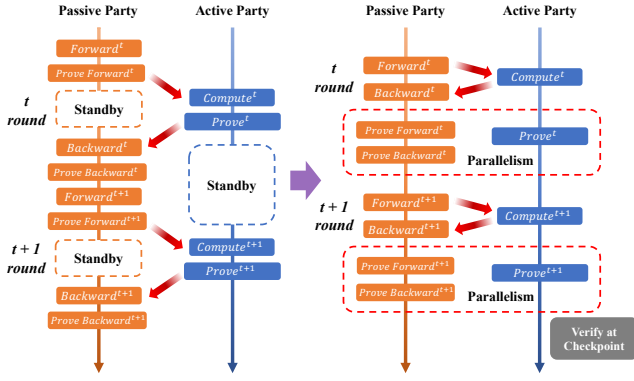 Passive Party
Active Party
Forward^t
Prove Forward^t
t
round
Standby
Compute^t
Prove^t
Backward^t
Prove Backward^t
Standby
Forward^{t+1}
Prove Forward^{t+1}
t + 1
round
Standby
Compute^{t+1}
Prove^{t+1}
Backward^{t+1}
Prove Backward^{t+1}
Passive Party
Active Party
t
round
Forward^t
Compute^t
Backward^t
Prove Forward^t
Prove^t
Prove Backward^t
Parallelism
t + 1
round
Forward^{t+1}
Compute^{t+1}
Backward^{t+1}
Prove Forward^{t+1}
Prove^{t+1}
Prove Backward^{t+1}
Parallelism
Verify at
Checkpoint